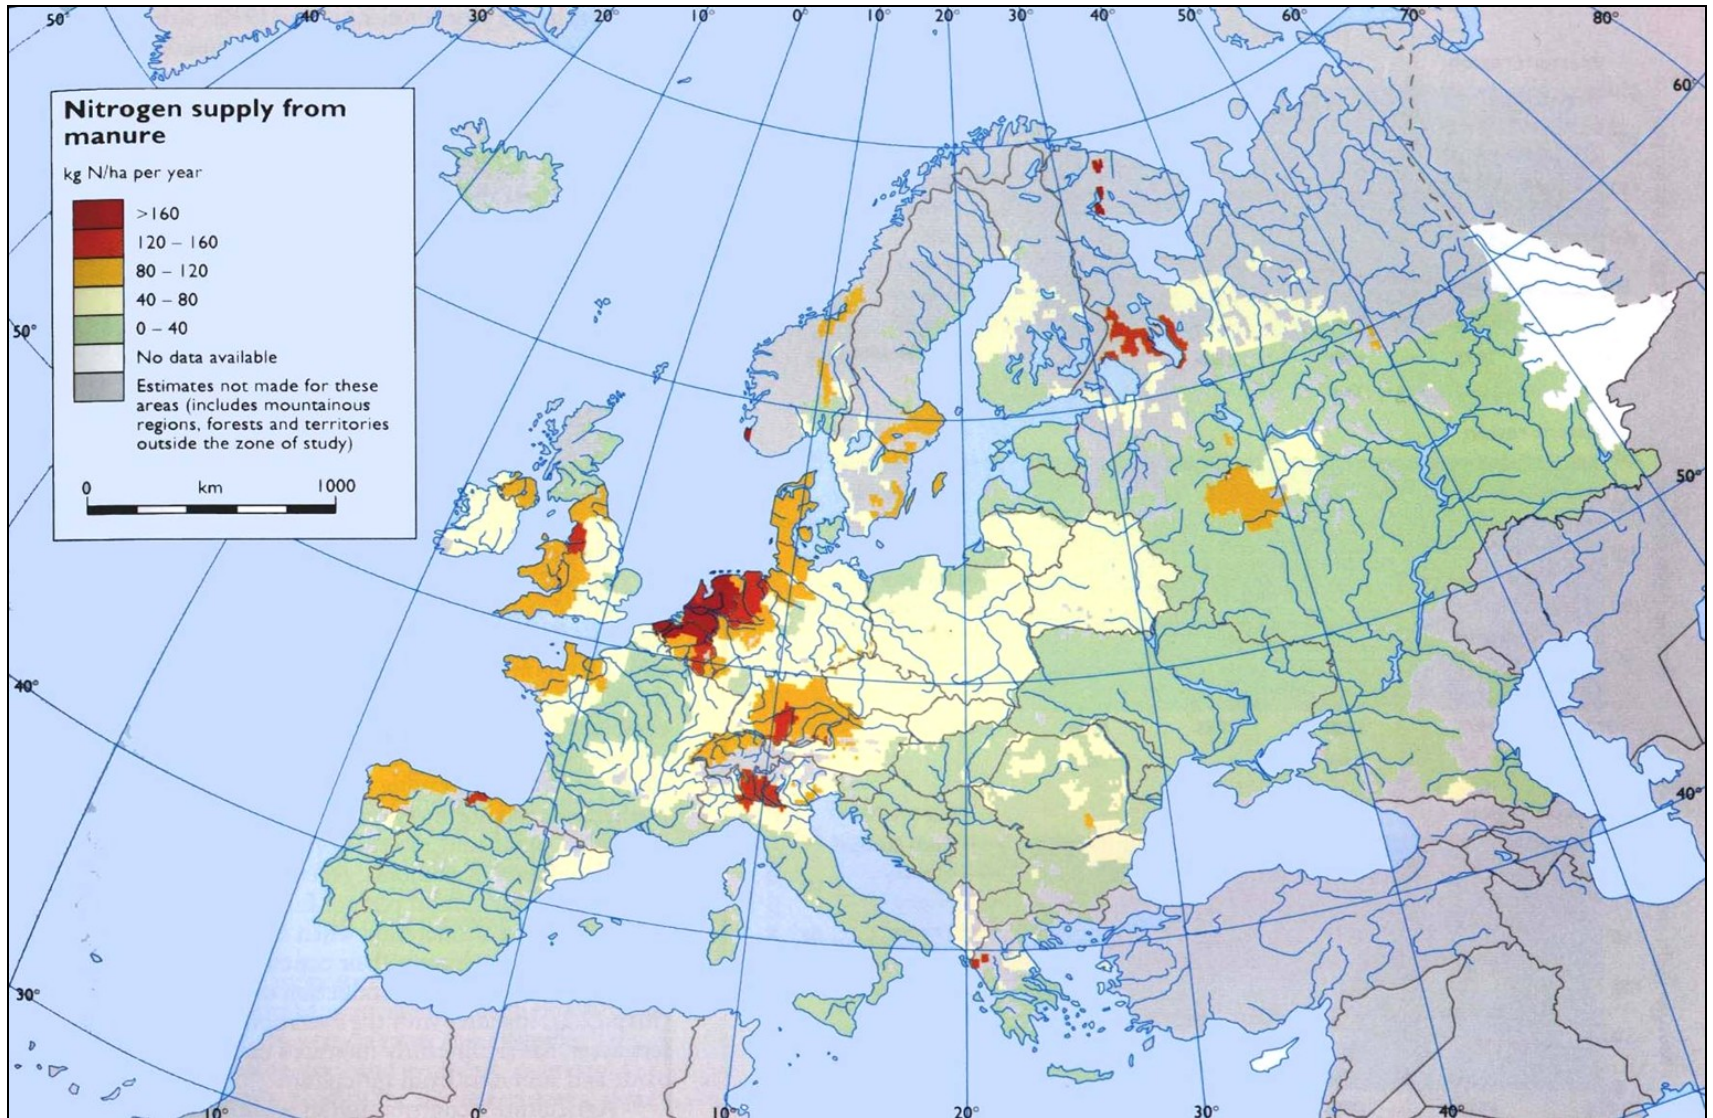 50° 40° 30° 20° 10° 0° 10° 20° 30° 40° 50° 60° 70° 80°
60°
Nitrogen supply from
manure
kg N/ha per year
>160
120 – 160
80 – 120
40 – 80
0 – 40
No data available
Estimates not made for these
areas (includes mountainous
regions, forests and territories
outside the zone of study)
0 km 1000
50°
50°
40°
40°
30°
10° 0° 10° 20° 30° 40°